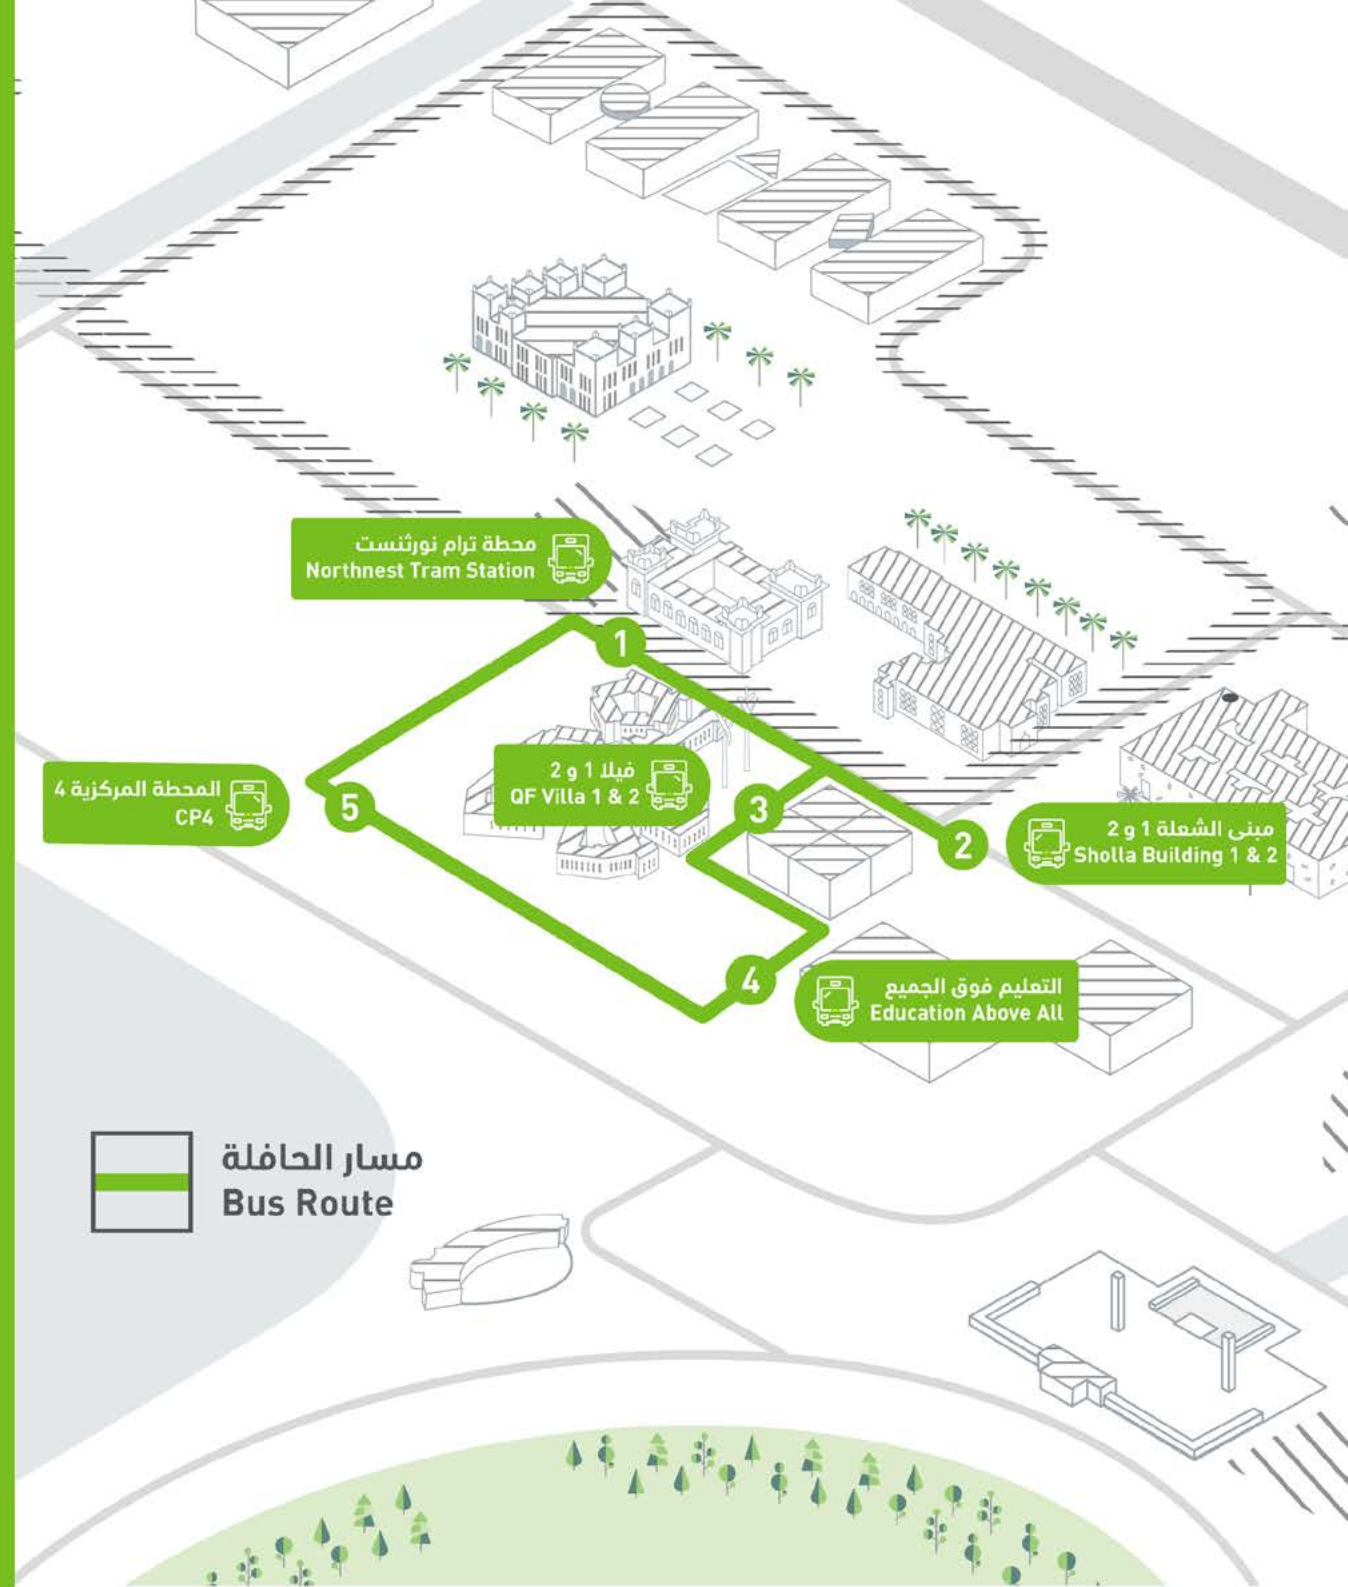 محطة ترام نورثنست
Northnest Tram Station
1
فيلا 1 و 2
QF Villa 1 & 2
المحطة المركزية 4
CP4
5
3
2
مبنى الشعلة 1 و 2
Sholla Building 1 & 2
4
التعليم فوق الجميع
Education Above All
مسار الحافلة
Bus Route